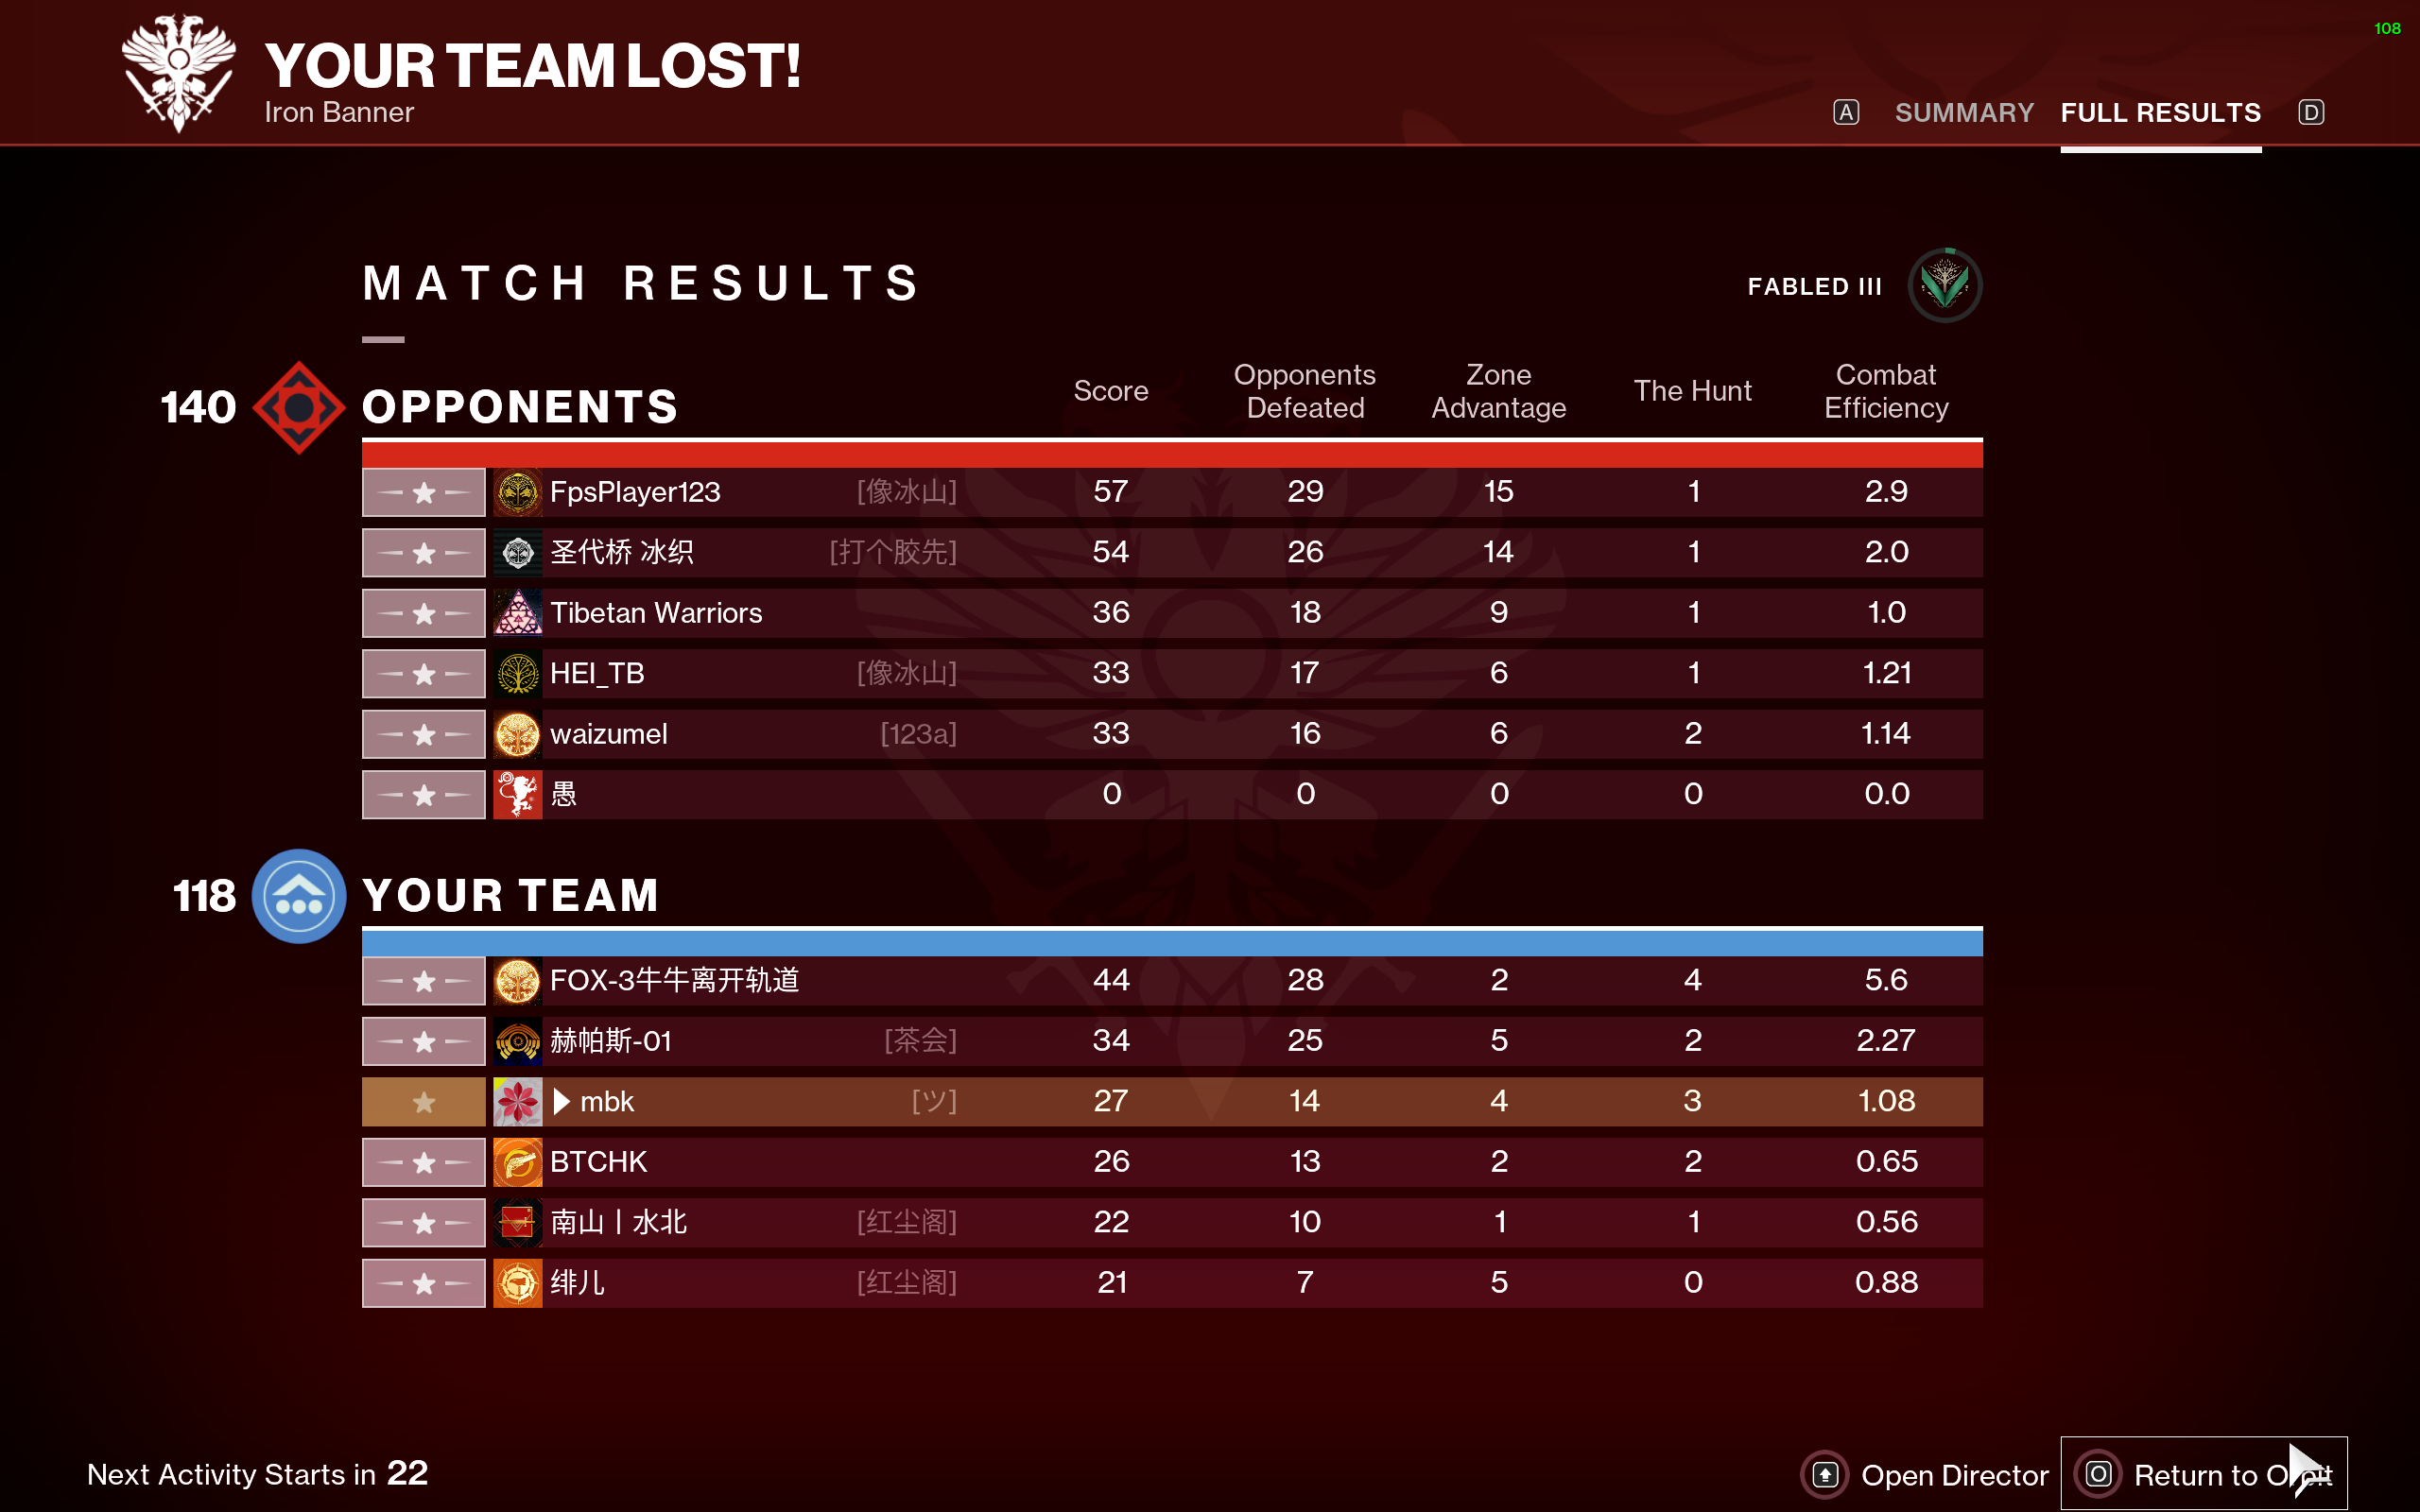 108
YOUR TEAM LOST!
Iron Banner
A SUMMARY FULL RESULTS D
MATCH RESULTS
FABLED III
140 OPPONENTS Score Opponents Defeated Zone Advantage The Hunt Combat Efficiency
FpsPlayer123 [像冰山] 57 29 15 1 2.9
圣代桥 冰织 [打个胶先] 54 26 14 1 2.0
Tibetan Warriors 36 18 9 1 1.0
HEI_TB [像冰山] 33 17 6 1 1.21
waizumel [123a] 33 16 6 2 1.14
愚 0 0 0 0 0.0
118 YOUR TEAM
FOX-3牛牛离开轨道 44 28 2 4 5.6
赫帕斯-01 [茶会] 34 25 5 2 2.27
mbk [ツ] 27 14 4 3 1.08
BTCHK 26 13 2 2 0.65
南山丨水北 [红尘阁] 22 10 1 1 0.56
绯儿 [红尘阁] 21 7 5 0 0.88
Next Activity Starts in 22
Open Director O Return to Orbit